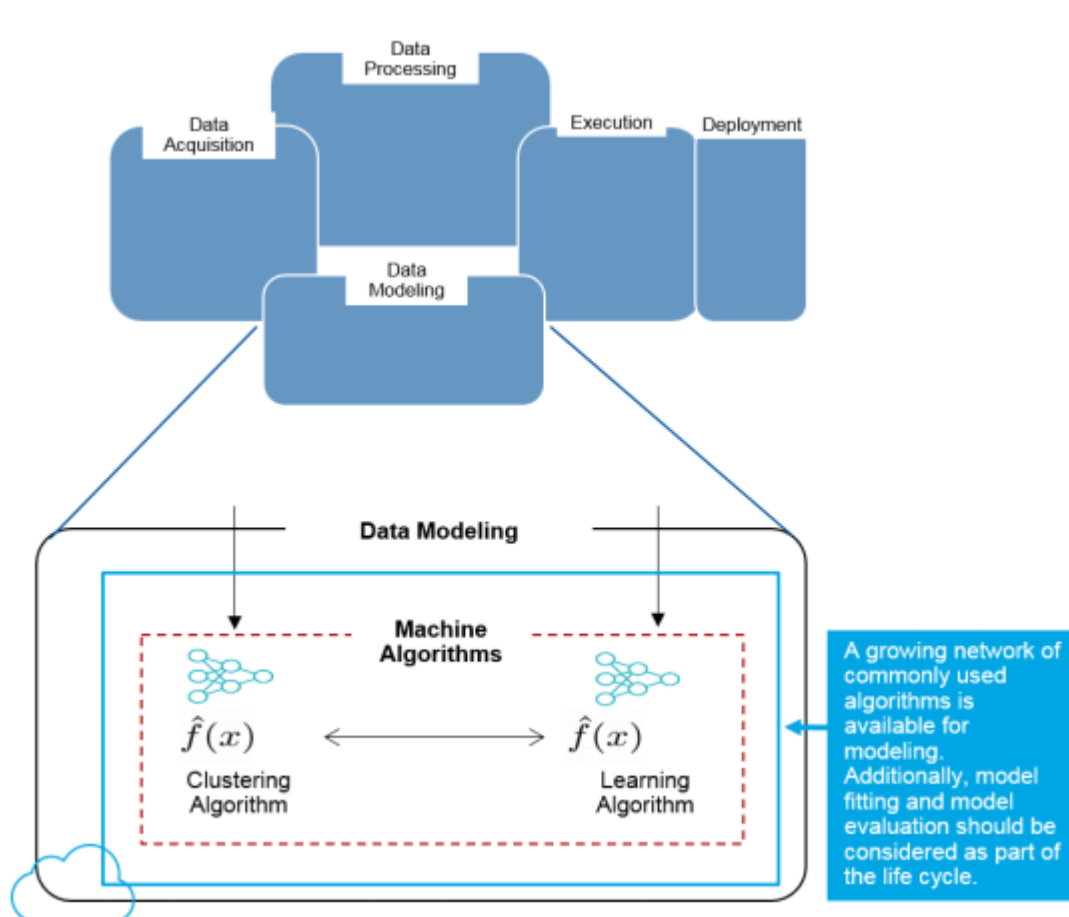 Data
Processing
Data
Acquisition
Execution
Deployment
Data
Modeling
Data Modeling
Machine
Algorithms
f̂(x)
f̂(x)
Clustering
Algorithm
Learning
Algorithm
A growing network of
commonly used
algorithms is
available for
modeling.
Additionally, model
fitting and model
evaluation should be
considered as part of
the life cycle.